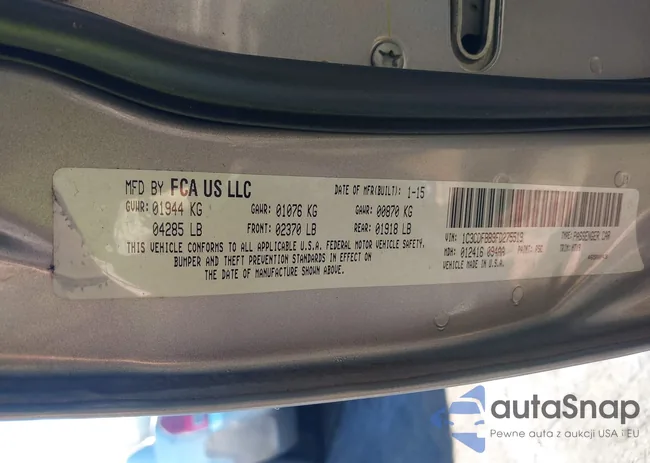 MFD BY FCA US LLC
DATE OF MFR(BUILT): 1-15
GVWR: 01944 KG
GAWR: 01076 KG
GAWR: 00870 KG
04285 LB
FRONT: 02370 LB
REAR: 01918 LB
THIS VEHICLE CONFORMS TO ALL APPLICABLE U.S.A. FEDERAL MOTOR VEHICLE SAFETY,
BUMPER AND THEFT PREVENTION STANDARDS IN EFFECT ON
THE DATE OF MANUFACTURE SHOWN ABOVE.
VIN: 1C3CDFBB9FD275519
TYPE: PASSENGER CAR
MDH: 012416 09AAA
PAINT: PSC
TRIM:
VEHICLE MADE IN U.S.A.
autaSnap
Pewne auta z aukcji USA i EU